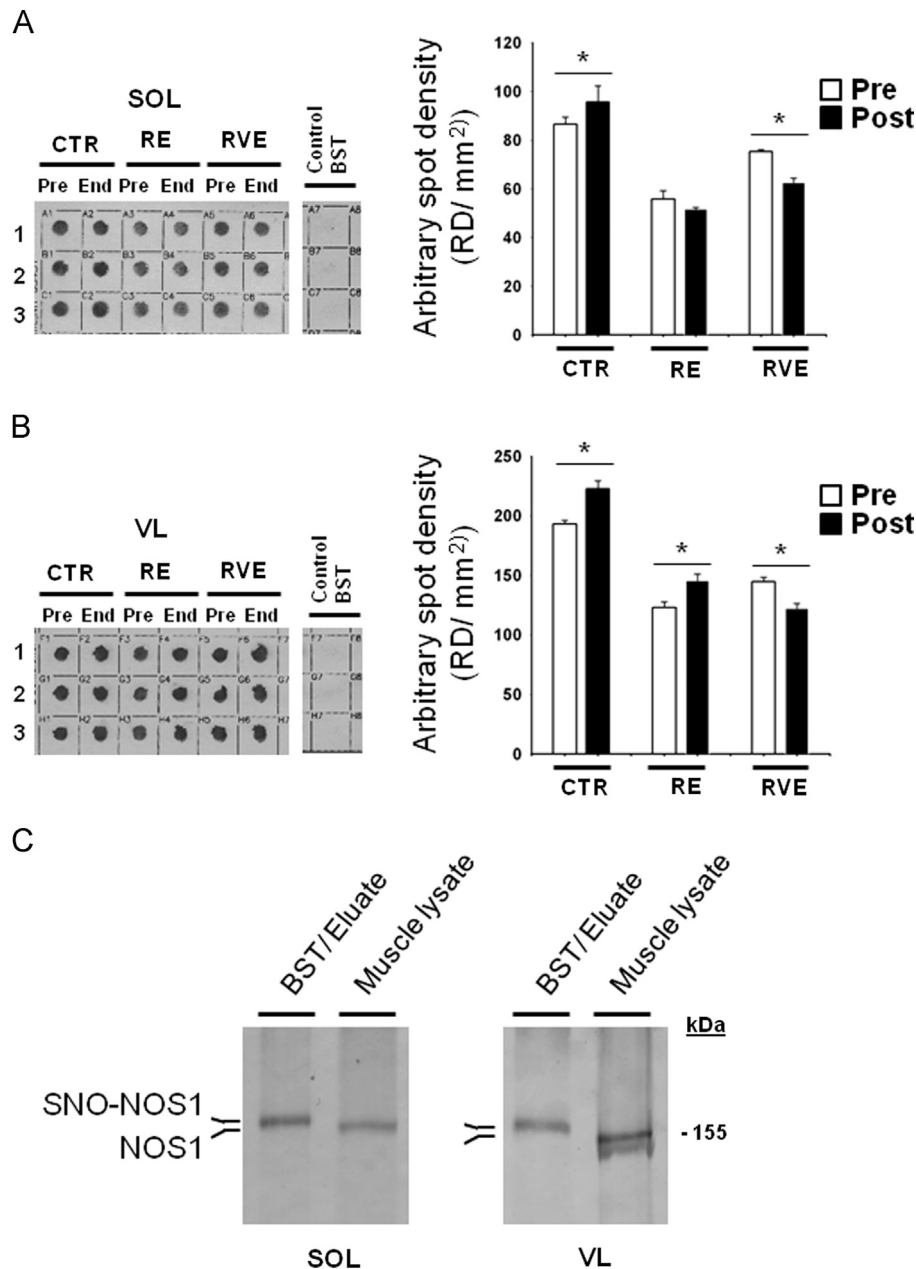 A
SOL
CTR RE RVE
Control
BST
Pre End Pre End Pre End
A1 A2 A3 A4 A5 A6 A7 A8
1
B1 B2 B3 B4 B5 B6 B7 B8
2
C1 C2 C3 C4 C5 C6 C7 C8
3
Arbitrary spot density
(RD/ mm²)
120
100
80
60
40
20
0
*
*
Pre
Post
CTR RE RVE
B
VL
CTR RE RVE
Control
BST
Pre End Pre End Pre End
F1 F2 F3 F4 F5 F6 F7 F7 F8
1
G1 G2 G3 G4 G5 G6 G7 G7 G8
2
H1 H2 H3 H4 H5 H6 H7 H7 H8
3
Arbitrary spot density
(RD/ mm²)
250
200
150
100
50
0
*
*
*
Pre
Post
CTR RE RVE
C
BST/Eluate
Muscle lysate
BST/Eluate
Muscle lysate
kDa
SNO-NOS1
NOS1
- 155
SOL
VL